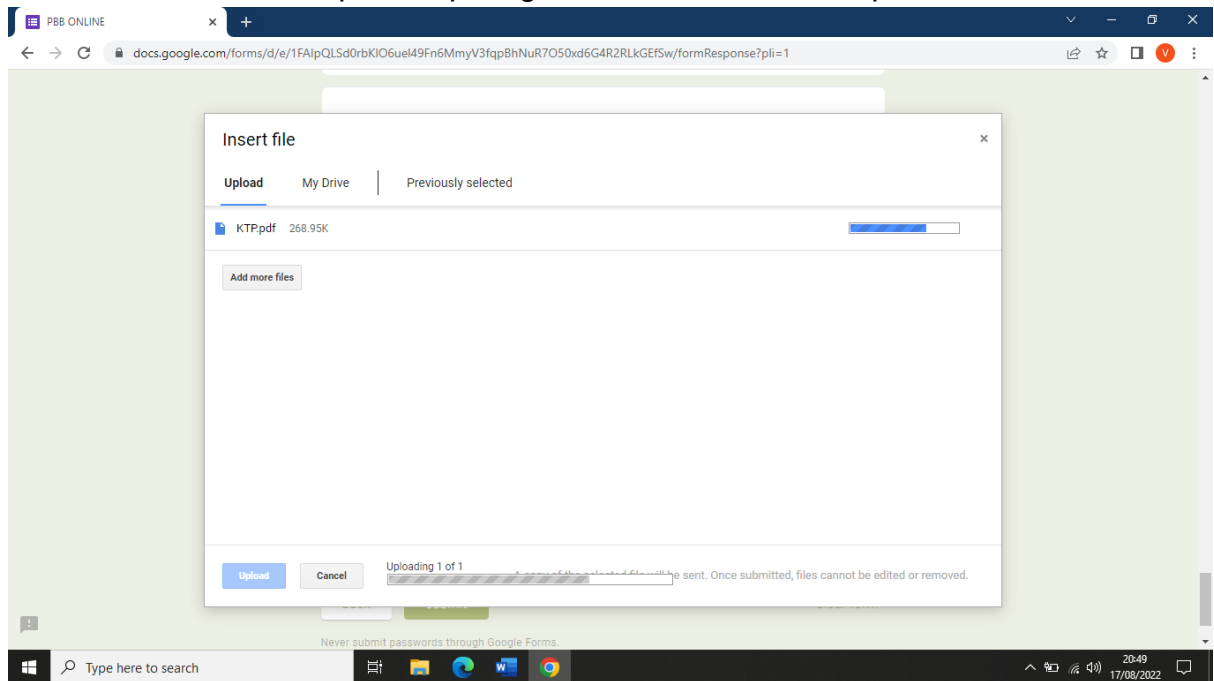 PBB ONLINE
docs.google.com/forms/d/e/1FAIpQLSd0rbKlO6uel49Fn6MmyV3fqpBhNuR7O50xd6G4R2RLkGEfSw/formResponse?pli=1
V
Insert file
Upload My Drive Previously selected
KTP.pdf 268.95K
Add more files
Upload Cancel Uploading 1 of 1
be sent. Once submitted, files cannot be edited or removed.
Never submit passwords through Google Forms.
Type here to search
20:49
17/08/2022